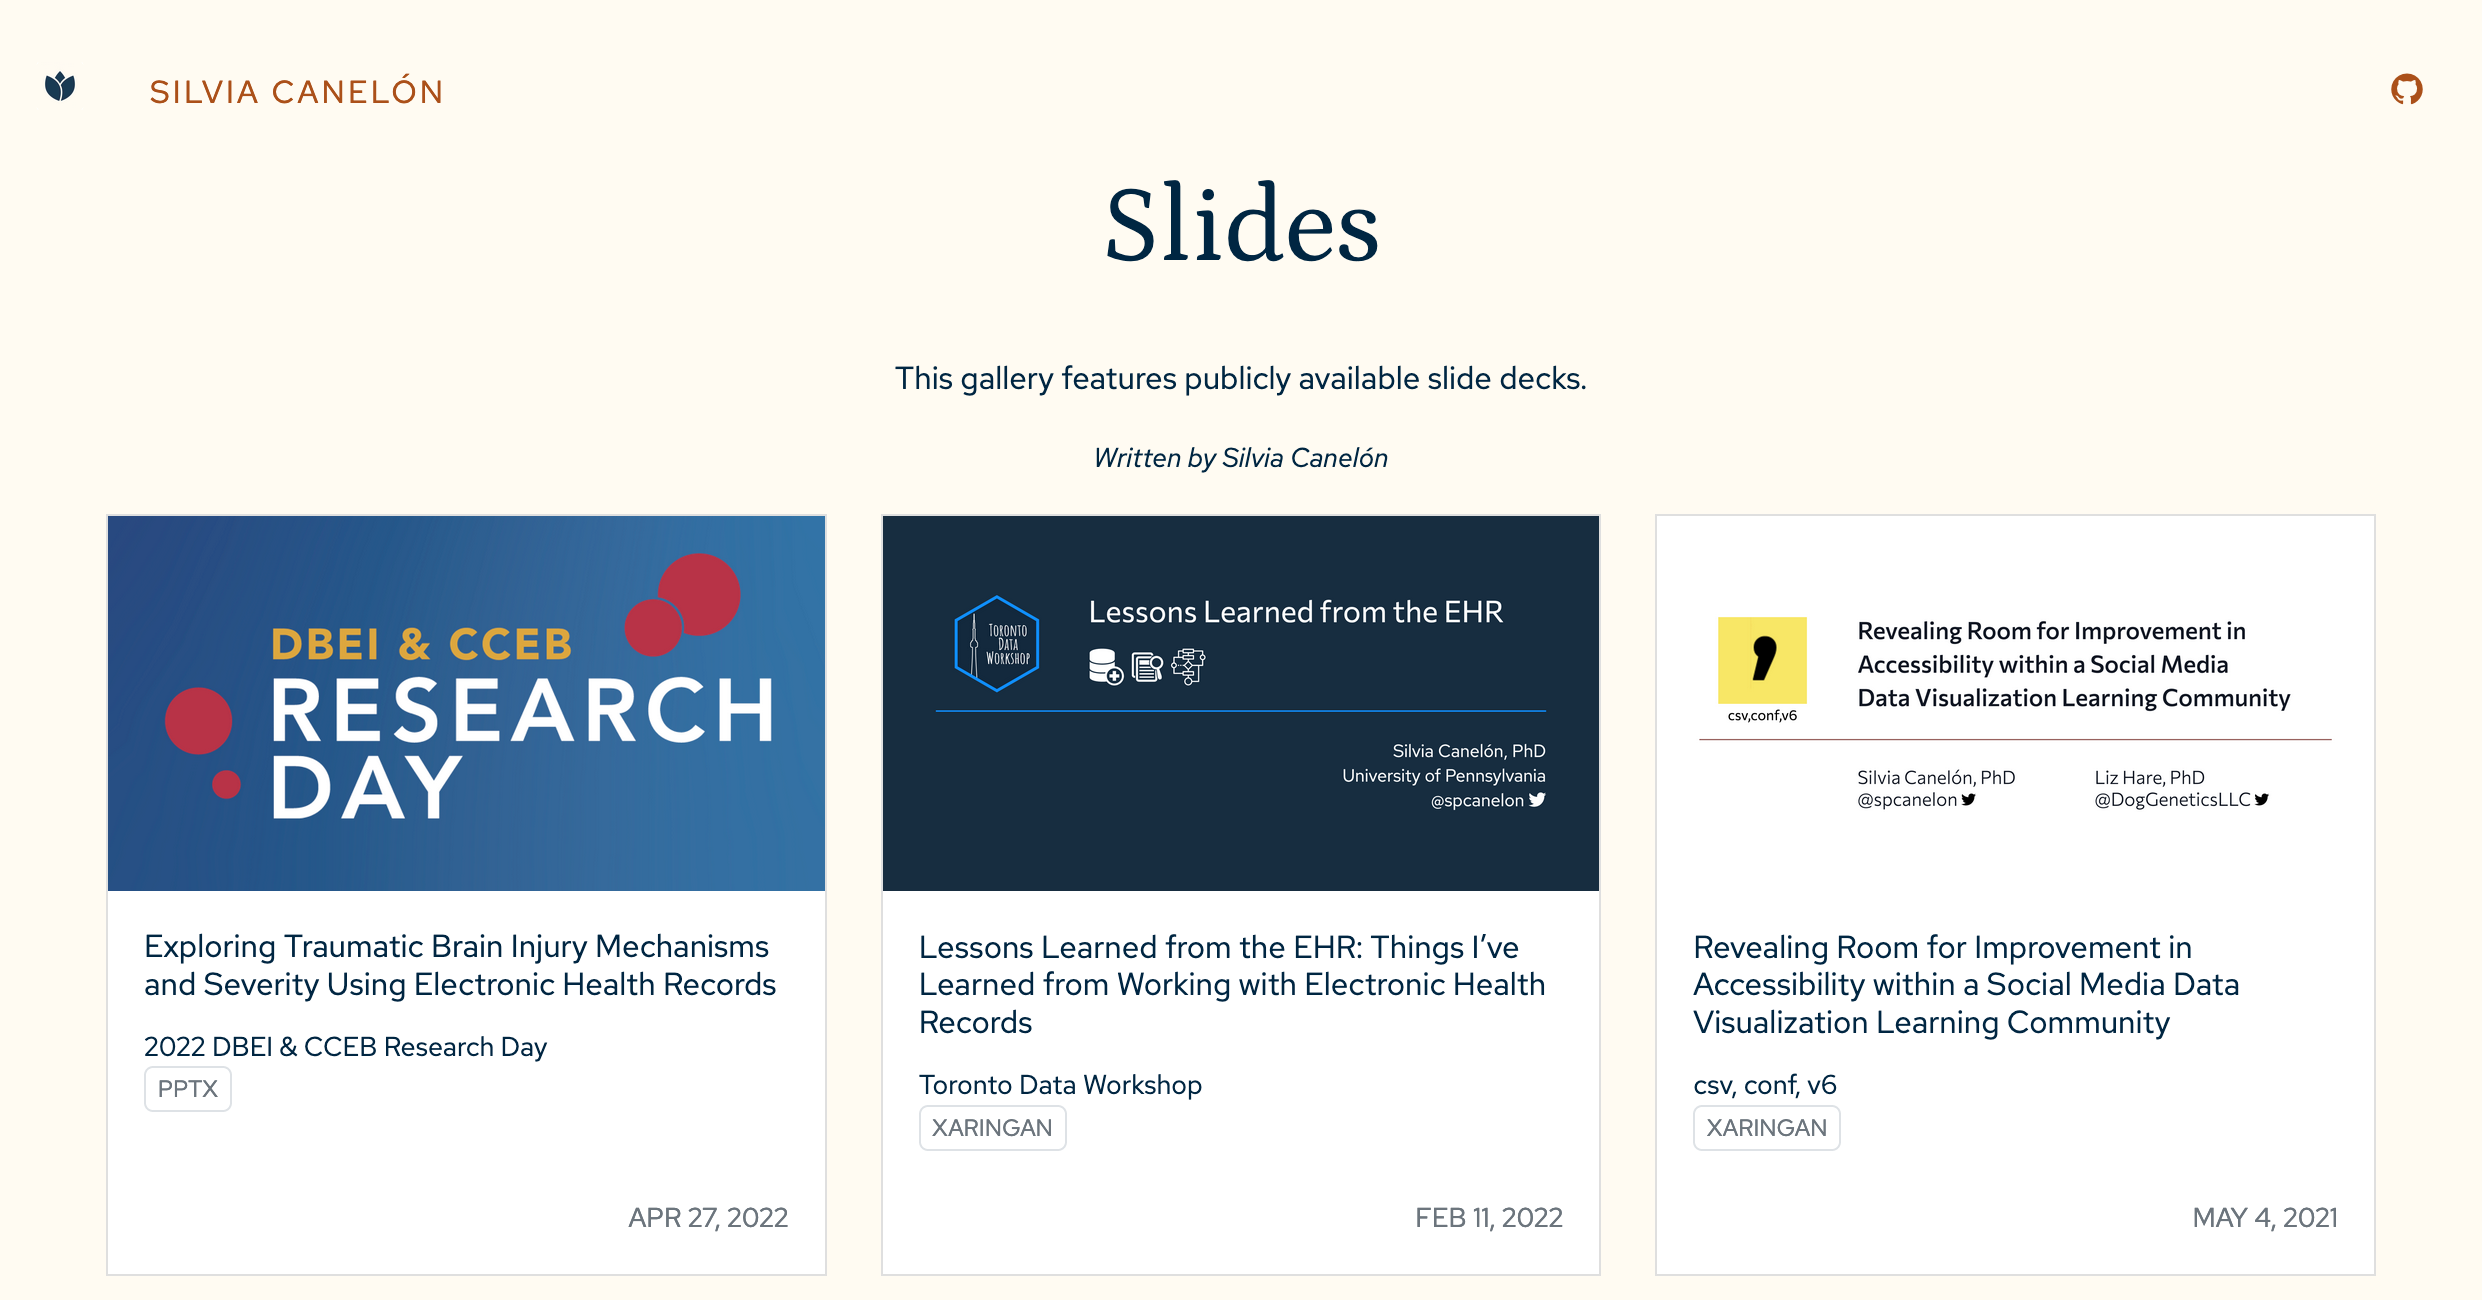 SILVIA CANELÓN
Slides
This gallery features publicly available slide decks.
Written by Silvia Canelón
DBEI & CCEB
RESEARCH
DAY
Exploring Traumatic Brain Injury Mechanisms
and Severity Using Electronic Health Records
2022 DBEI & CCEB Research Day
PPTX
APR 27, 2022
TORONTO
DATA
WORKSHOP
Lessons Learned from the EHR
Silvia Canelón, PhD
University of Pennsylvania
@spcanelon
Lessons Learned from the EHR: Things I’ve
Learned from Working with Electronic Health
Records
Toronto Data Workshop
XARINGAN
FEB 11, 2022
csv,conf,v6
Revealing Room for Improvement in
Accessibility within a Social Media
Data Visualization Learning Community
Silvia Canelón, PhD
@spcanelon
Liz Hare, PhD
@DogGeneticsLLC
Revealing Room for Improvement in
Accessibility within a Social Media Data
Visualization Learning Community
csv, conf, v6
XARINGAN
MAY 4, 2021